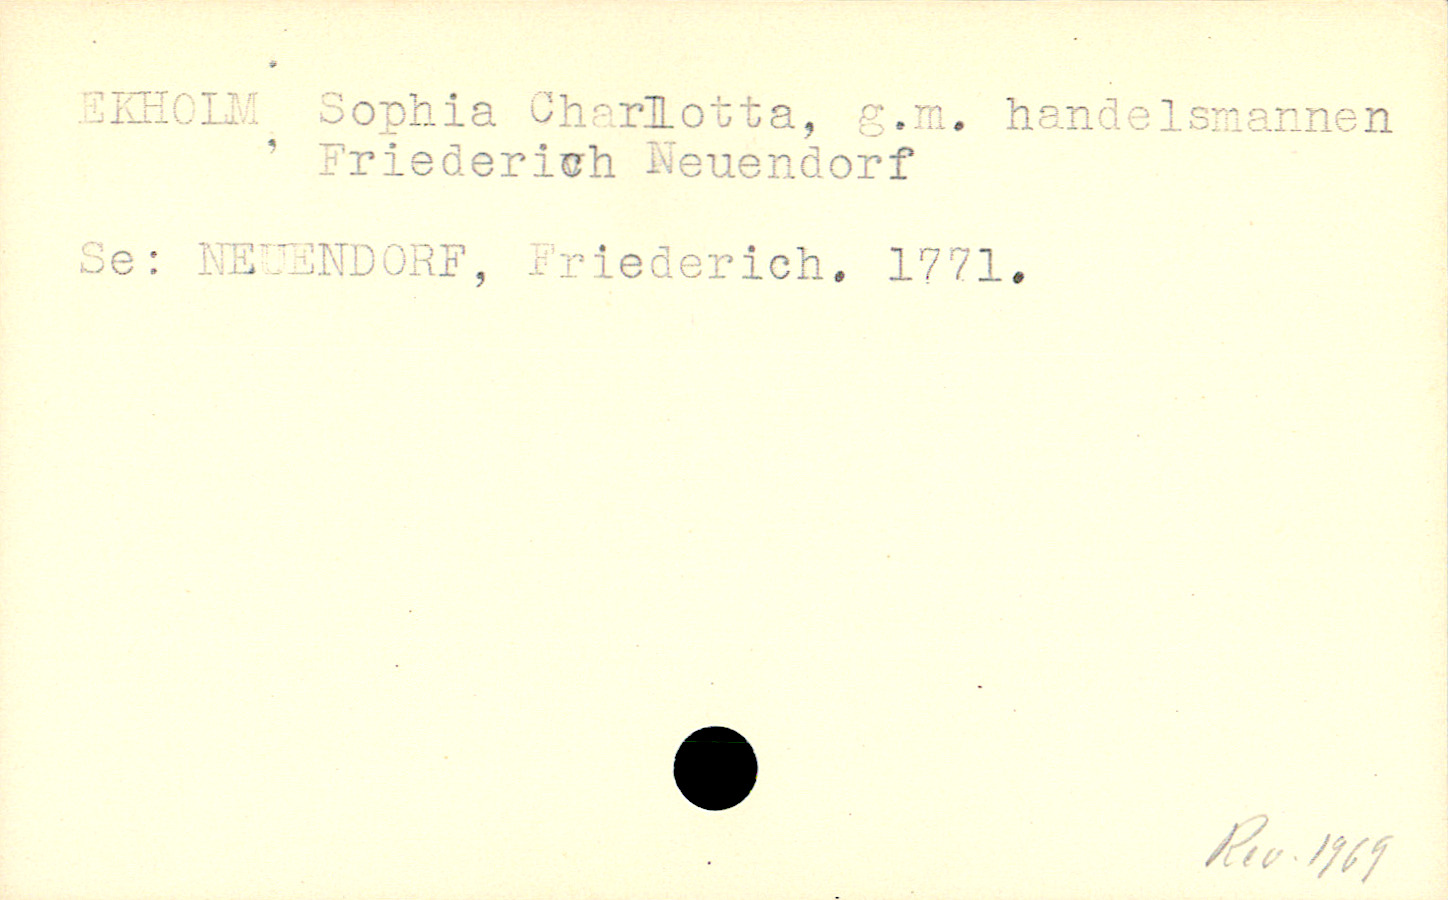 EKHOLM, Sophia Charlotta, g.m. handelsmannen
Friederich Neuendorf
Se: NEUENDORF, Friederich. 1771.
Rev. 1969